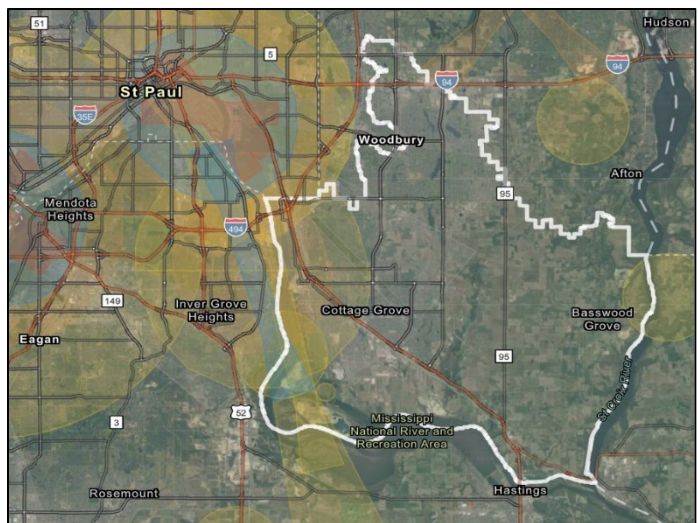 51
Hudson
5
94
94
St Paul
35E
Woodbury
Afton
95
Mendota
Heights
494
149
Inver Grove
Heights
Cottage Grove
Basswood
Grove
Eagan
95
St Croix River
52
3
Mississippi
National River and
Recreation Area
Rosemount
Hastings